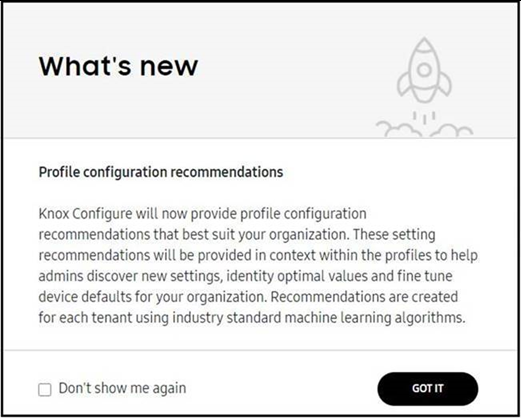 What's new
Profile configuration recommendations
Knox Configure will now provide profile configuration
recommendations that best suit your organization. These setting
recommendations will be provided in context within the profiles to help
admins discover new settings, identity optimal values and fine tune
device defaults for your organization. Recommendations are created
for each tenant using industry standard machine learning algorithms.
Don't show me again
GOT IT